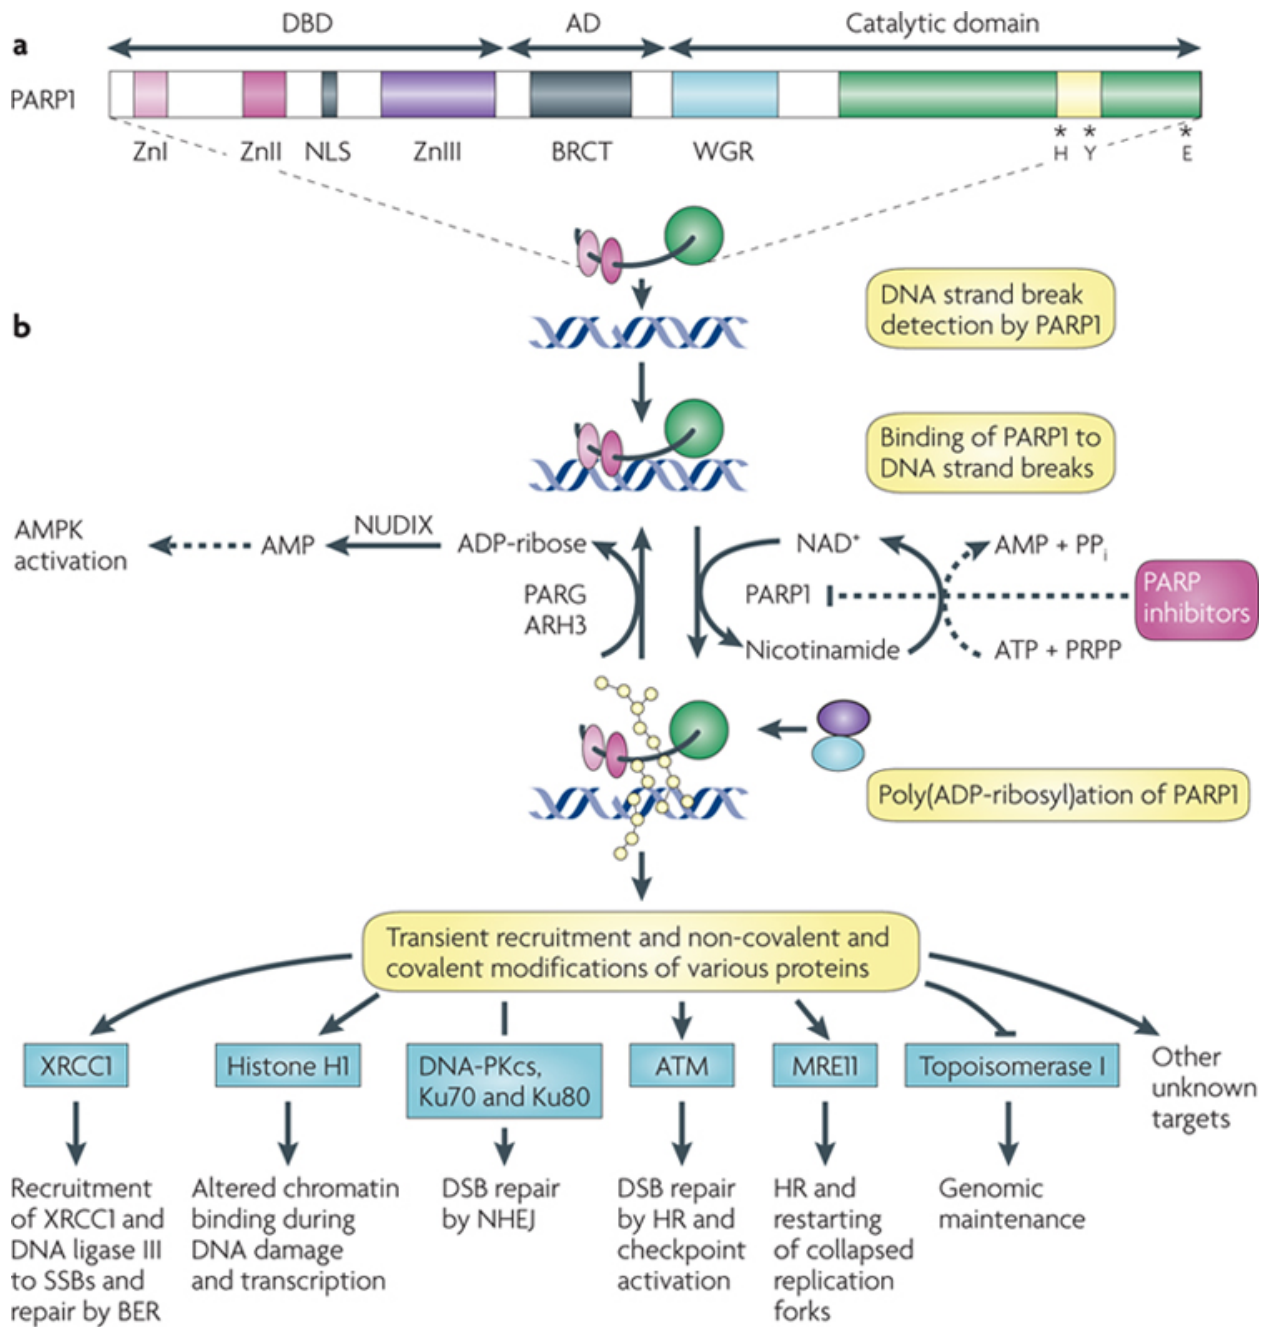 a
DBD
AD
Catalytic domain
PARP1
ZnI
ZnII
NLS
ZnIII
BRCT
WGR
*
*
*
H
Y
E
b
DNA strand break
detection by PARP1
Binding of PARP1 to
DNA strand breaks
AMPK
activation
AMP
NUDIX
ADP-ribose
PARG
ARH3
NAD+
PARP1
Nicotinamide
AMP + PPi
ATP + PRPP
PARP
inhibitors
Poly(ADP-ribosyl)ation of PARP1
Transient recruitment and non-covalent and
covalent modifications of various proteins
XRCC1
Histone H1
DNA-PKcs,
Ku70 and Ku80
ATM
MRE11
Topoisomerase I
Other
unknown
targets
Recruitment
of XRCC1 and
DNA ligase III
to SSBs and
repair by BER
Altered chromatin
binding during
DNA damage
and transcription
DSB repair
by NHEJ
DSB repair
by HR and
checkpoint
activation
HR and
restarting
of collapsed
replication
forks
Genomic
maintenance